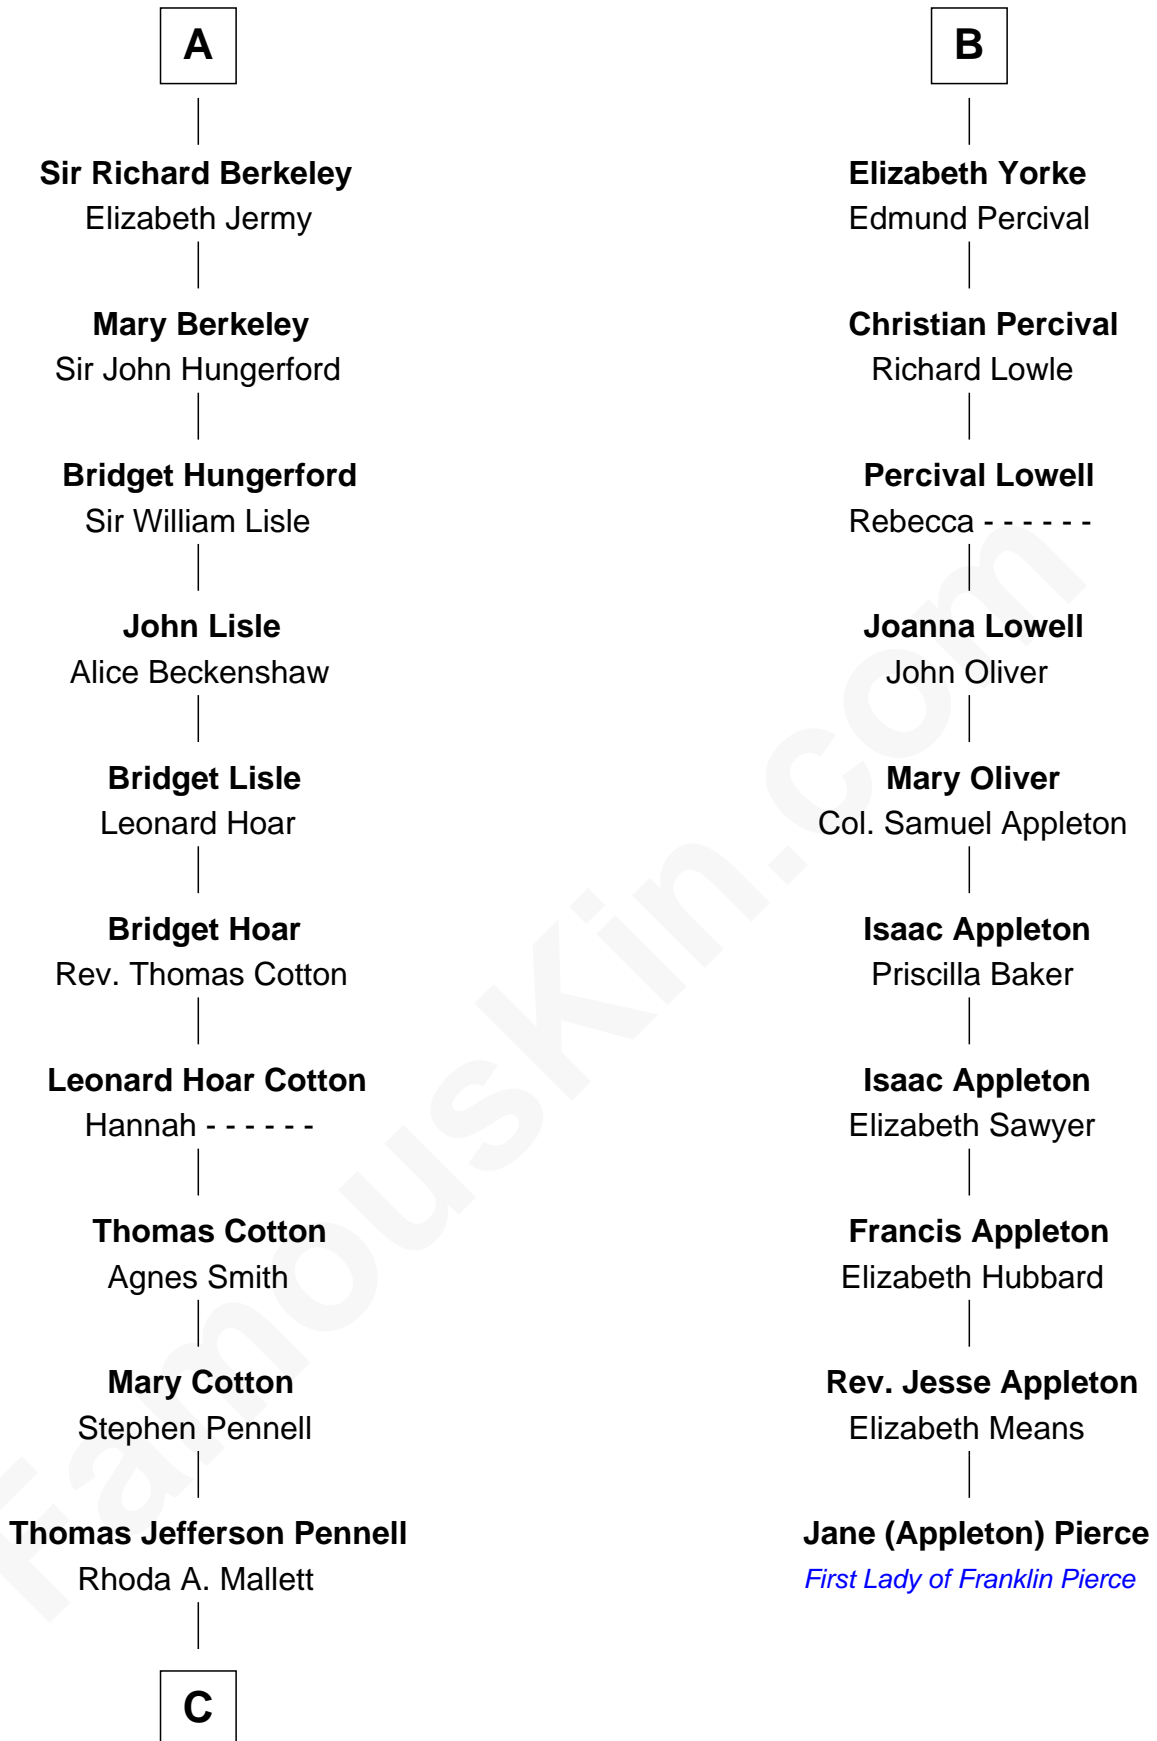 A
Sir Richard Berkeley
Elizabeth Jermy
Mary Berkeley
Sir John Hungerford
Bridget Hungerford
Sir William Lisle
John Lisle
Alice Beckenshaw
Bridget Lisle
Leonard Hoar
Bridget Hoar
Rev. Thomas Cotton
Leonard Hoar Cotton
Hannah - - - - - -
Thomas Cotton
Agnes Smith
Mary Cotton
Stephen Pennell
Thomas Jefferson Pennell
Rhoda A. Mallett
C
B
Elizabeth Yorke
Edmund Percival
Christian Percival
Richard Lowle
Percival Lowell
Rebecca - - - - - -
Joanna Lowell
John Oliver
Mary Oliver
Col. Samuel Appleton
Isaac Appleton
Priscilla Baker
Isaac Appleton
Elizabeth Sawyer
Francis Appleton
Elizabeth Hubbard
Rev. Jesse Appleton
Elizabeth Means
Jane (Appleton) Pierce
First Lady of Franklin Pierce
FamousKin.com